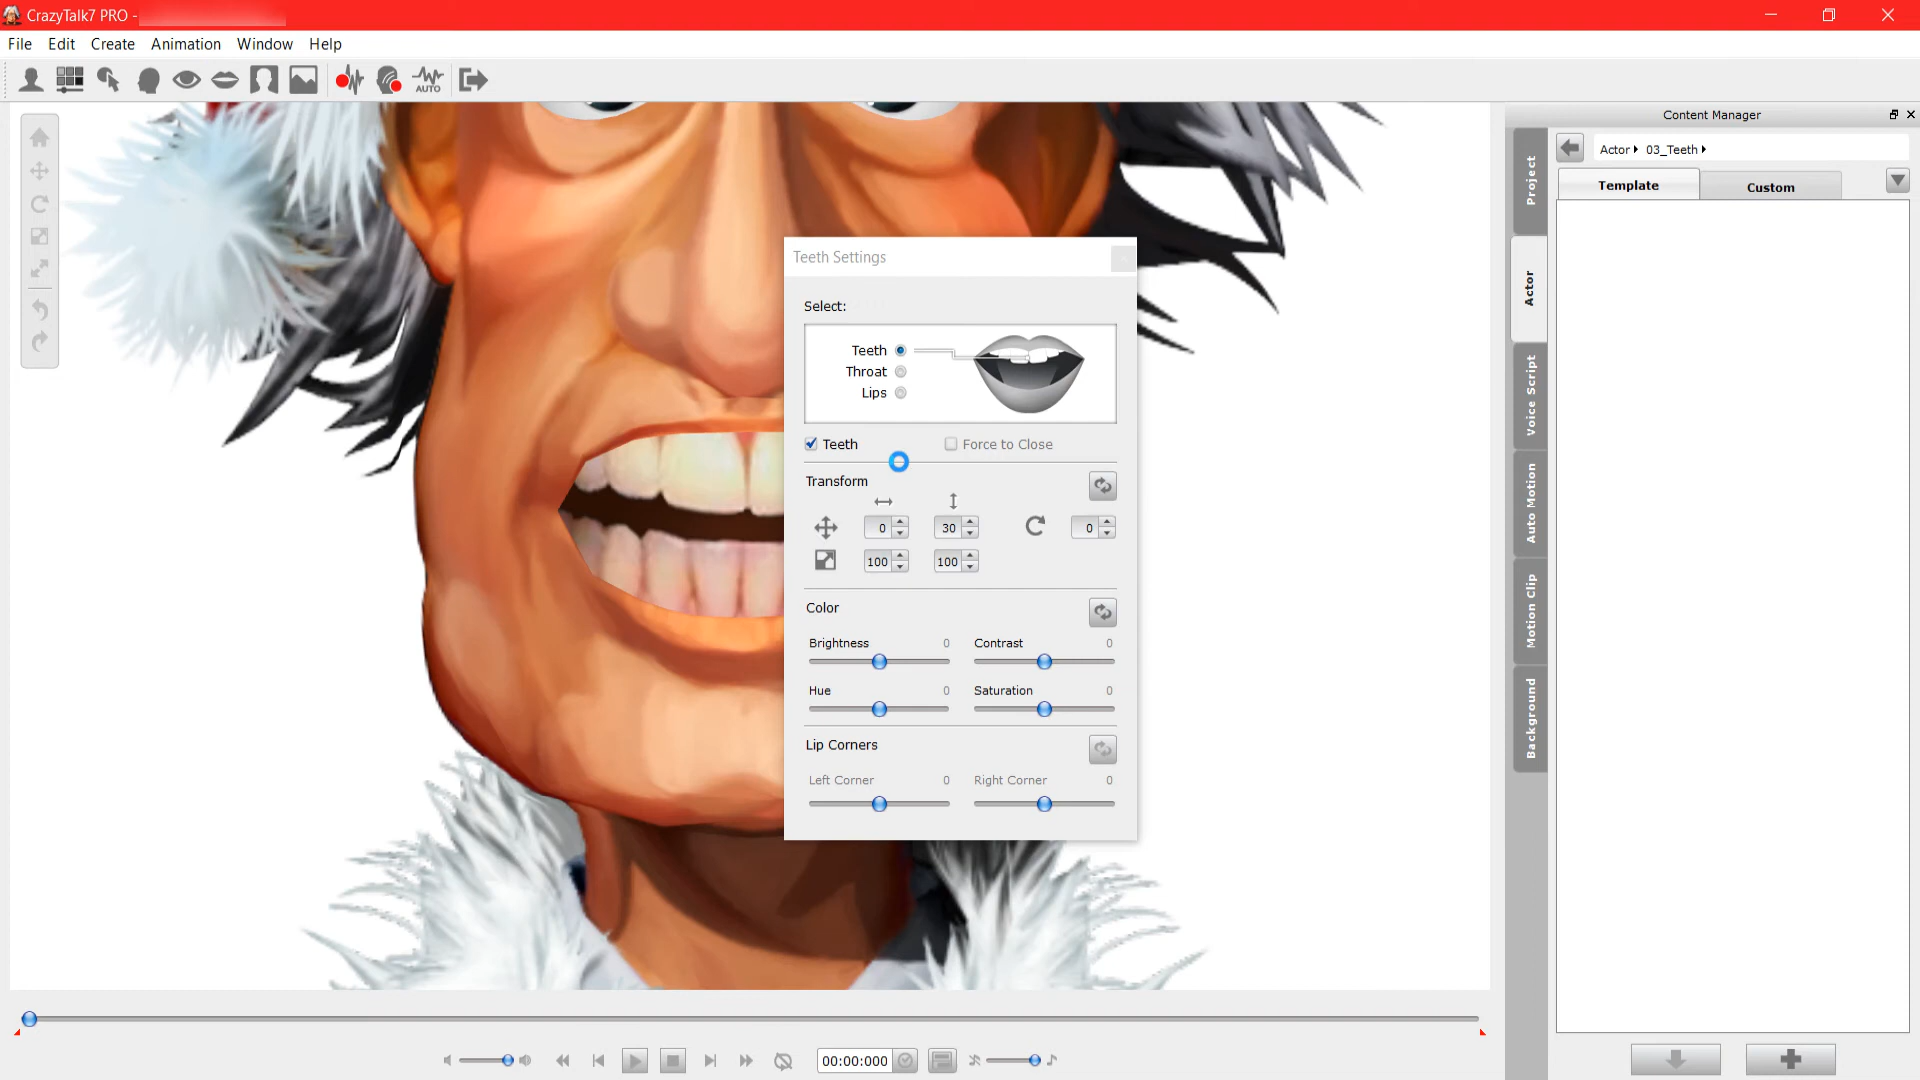 CrazyTalk7 PRO -
File Edit Create Animation Window Help
AUTO
Content Manager
Actor 03_Teeth
Template Custom
Project
Actor
Voice Script
Auto Motion
Motion Clip
Background
Teeth Settings
Select:
Teeth
Throat
Lips
Teeth Force to Close
Transform
0 30 0
100 100
Color
Brightness 0 Contrast 0
Hue 0 Saturation 0
Lip Corners
Left Corner 0 Right Corner 0
00:00:000